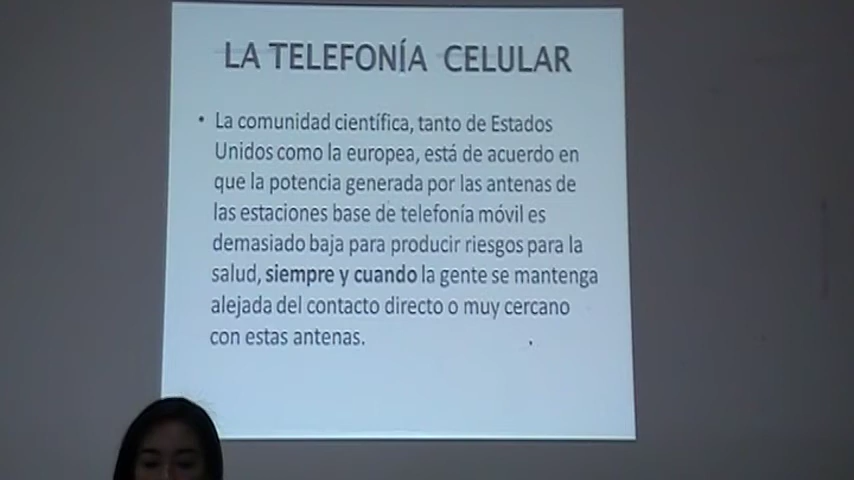 LA TELEFONÍA CELULAR
• La comunidad científica, tanto de Estados
Unidos como la europea, está de acuerdo en
que la potencia generada por las antenas de
las estaciones base de telefonía móvil es
demasiado baja para producir riesgos para la
salud, siempre y cuando la gente se mantenga
alejada del contacto directo o muy cercano
con estas antenas.